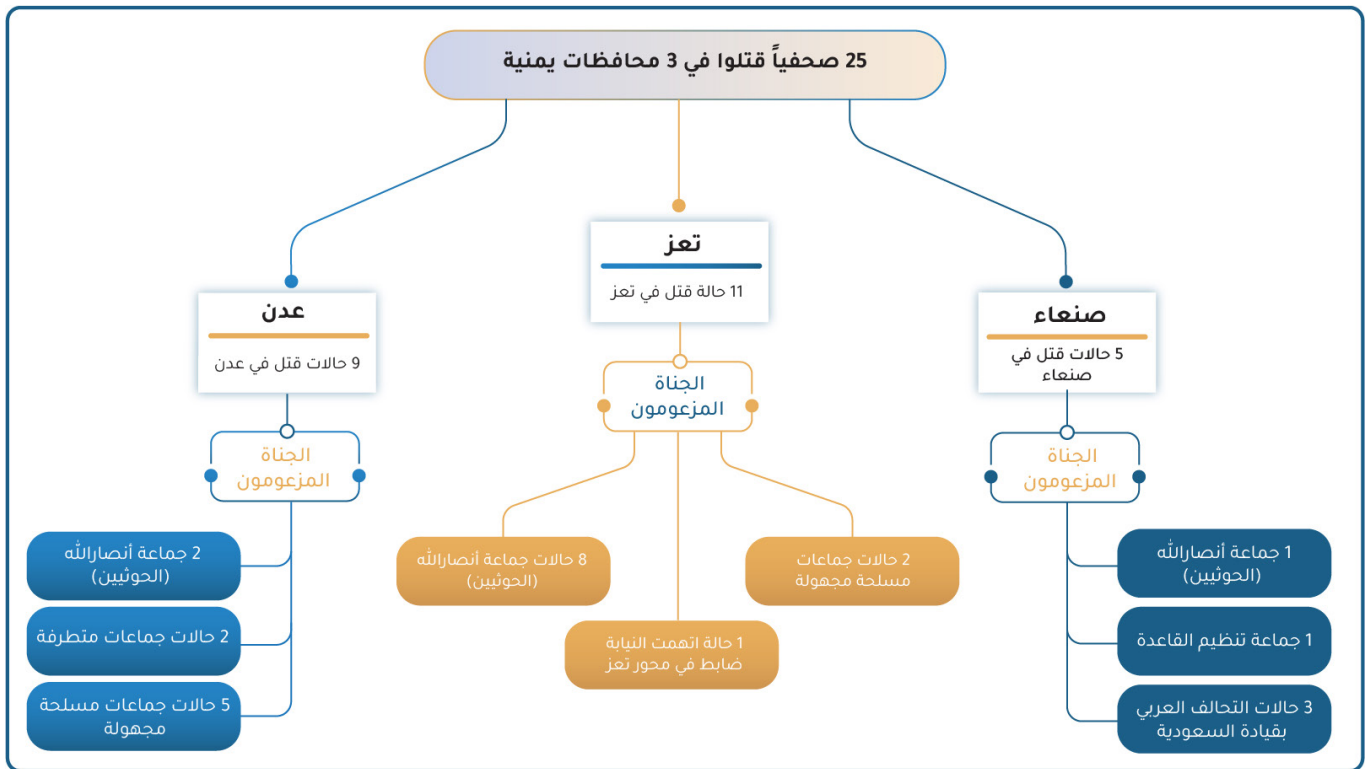 25 صحفياً قتلوا في 3 محافظات يمنية
صنعاء
5 حالات قتل في
صنعاء
الجناة
المزعومون
1 جماعة أنصارالله
(الحوثيين)
1 جماعة تنظيم القاعدة
3 حالات التحالف العربي
بقيادة السعودية
تعز
11 حالة قتل في تعز
الجناة
المزعومون
2 حالات جماعات
مسلحة مجهولة
1 حالة اتهمت النيابة
ضابط في محور تعز
8 حالات جماعة أنصارالله
(الحوثيين)
عدن
9 حالات قتل في عدن
الجناة
المزعومون
2 جماعة أنصارالله
(الحوثيين)
2 حالات جماعات متطرفة
5 حالات جماعات مسلحة
مجهولة